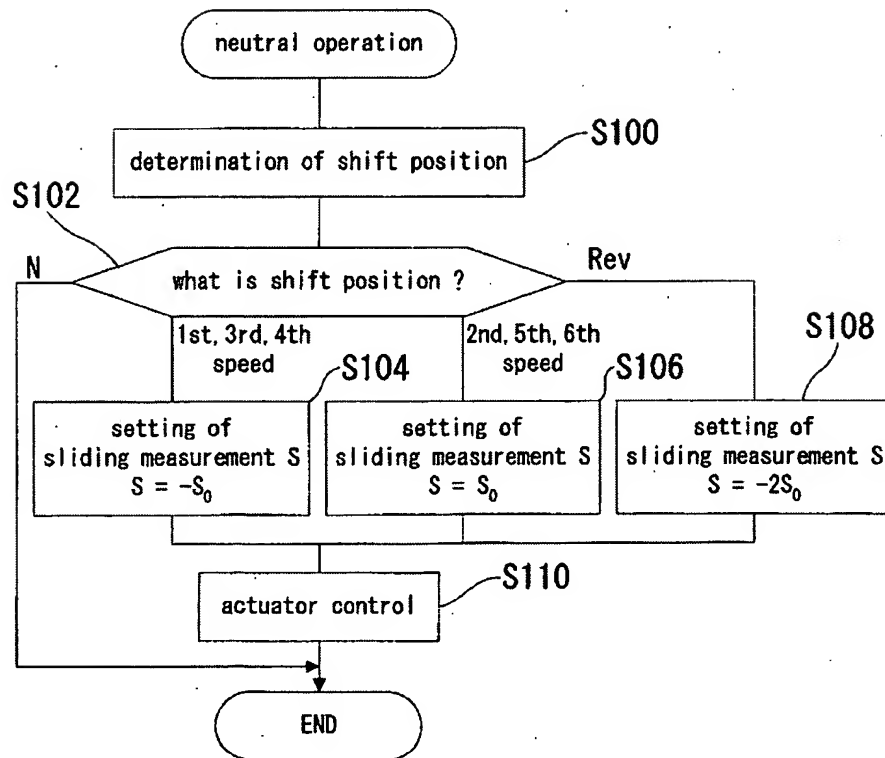 neutral operation
S100
determination of shift position
S102
N
what is shift position ?
Rev
1st, 3rd, 4th
speed
2nd, 5th, 6th
speed
S104
S106
S108
setting of
sliding measurement S
S = -S₀
setting of
sliding measurement S
S = S₀
setting of
sliding measurement S
S = -2S₀
S110
actuator control
END